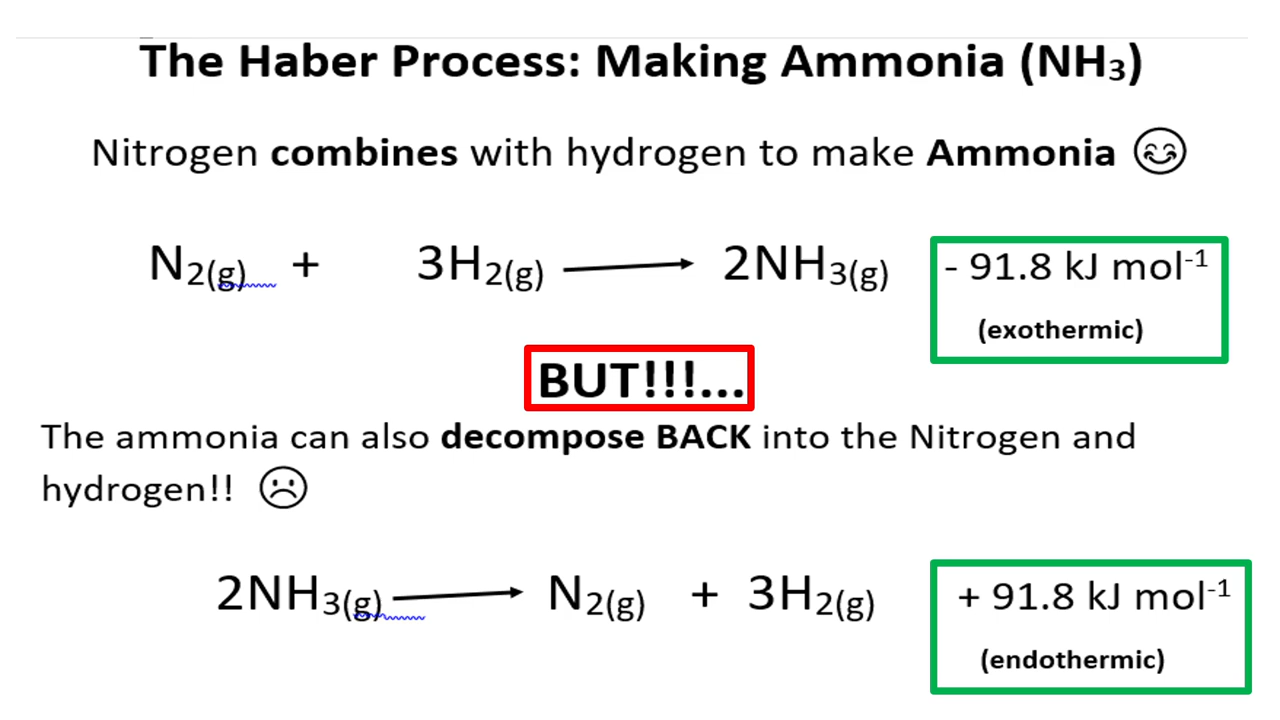 The Haber Process: Making Ammonia (NH₃)
Nitrogen combines with hydrogen to make Ammonia 😊
N₂(g) + 3H₂(g) → 2NH₃(g) - 91.8 kJ mol⁻¹
(exothermic)
BUT!!!...
The ammonia can also decompose BACK into the Nitrogen and
hydrogen!! ☹
2NH₃(g) → N₂(g) + 3H₂(g) + 91.8 kJ mol⁻¹
(endothermic)